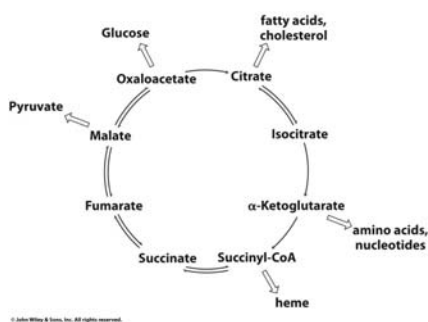 fatty acids,
cholesterol
Glucose
Oxaloacetate
Citrate
Pyruvate
Malate
Isocitrate
Fumarate
α-Ketoglutarate
amino acids,
nucleotides
Succinate
Succinyl-CoA
heme
© John Wiley & Sons, Inc. All rights reserved.